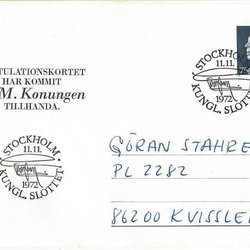 TULATIONSKORTET
HAR KOMMIT
M. Konungen
TILLHANDA.
STOCKHOLM
11.11.
1972
KUNGL. SLOTTET
STOCKHOLM
11.11.
1972
KUNGL. SLOTTET
GÖRAN STAHRE
PL 2282
86200 KVISSLE